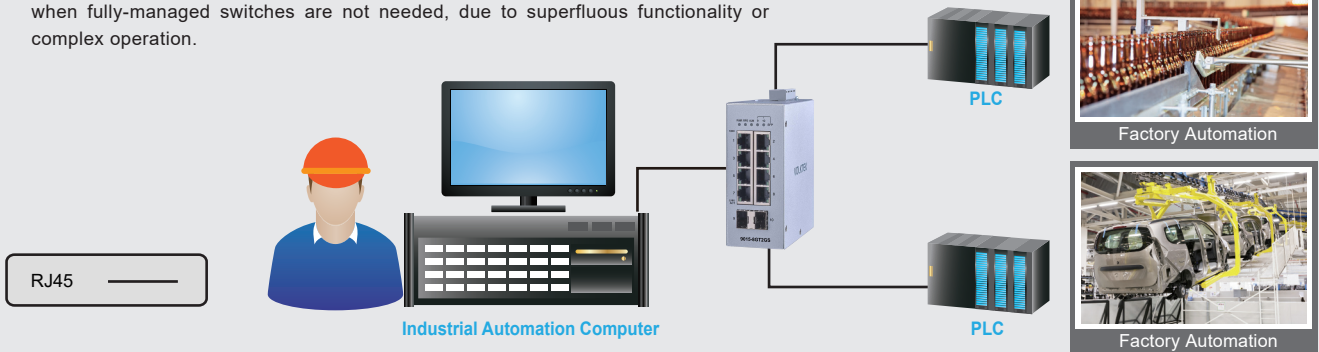 when fully-managed switches are not needed, due to superfluous functionality or
complex operation.
PLC
Factory Automation
RJ45
Industrial Automation Computer
PLC
Factory Automation